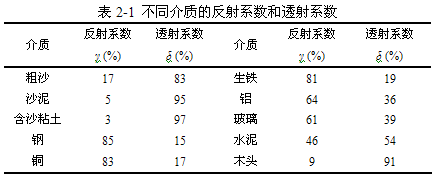 表 2-1 不同介质的反射系数和透射系数
介质 反射系数 χ(%) 透射系数 ξ(%) 介质 反射系数 χ(%) 透射系数 ξ(%)
粗沙 17 83 生铁 81 19
沙泥 5 95 铝 64 36
含沙粘土 3 97 玻璃 61 39
钢 85 15 水泥 46 54
铜 83 17 木头 9 91